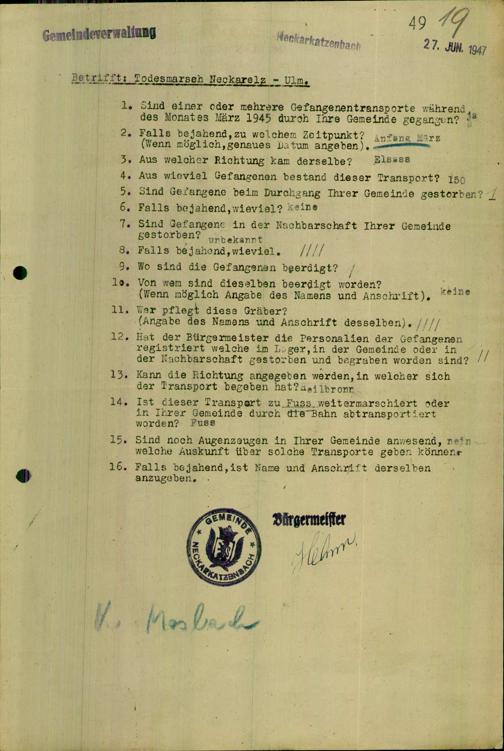 49 19
Gemeindeverwaltung
Neckarkatzenbach
27. JUN. 1947
Betrifft: Todesmarsch Neckarelz - Ulm.
1. Sind einer oder mehrere Gefangenentransporte während
des Monates März 1945 durch Ihre Gemeinde gegangen? ja
2. Falls bejahend, zu welchem Zeitpunkt? Anfang März
(Wenn möglich, genaues Datum angeben).
3. Aus welcher Richtung kam derselbe? Elsass
4. Aus wieviel Gefangenen bestand dieser Transport? 150
5. Sind Gefangene beim Durchgang Ihrer Gemeinde gestorben? /
6. Falls bejahend, wieviel? keine
7. Sind Gefangene in der Nachbarschaft Ihrer Gemeinde
gestorben? unbekannt
8. Falls bejahend, wieviel. ////
9. Wo sind die Gefangenen beerdigt? /
10. Von wem sind dieselben beerdigt worden?
(Wenn möglich Angabe des Namens und Anschrift). keine
11. Wer pflegt diese Gräber?
(Angabe des Namens und Anschrift desselben). ////
12. Hat der Bürgermeister die Personalien der Gefangenen
registriert welche im Lager, in der Gemeinde oder in
der Nachbarschaft gestorben und begraben worden sind? //
13. Kann die Richtung angegeben werden, in welcher sich
der Transport begeben hat? Heilbronn
14. Ist dieser Transport zu Fuss weitermarschiert oder
in Ihrer Gemeinde durch die Bahn abtransportiert
worden? Fuss
15. Sind noch Augenzeugen in Ihrer Gemeinde anwesend, nein
welche Auskunft über solche Transporte geben können.
16. Falls bejahend, ist Name und Anschrift derselben
anzugeben.
Bürgermeister
GEMEINDE
NECKARKATZENBACH
Mosbach